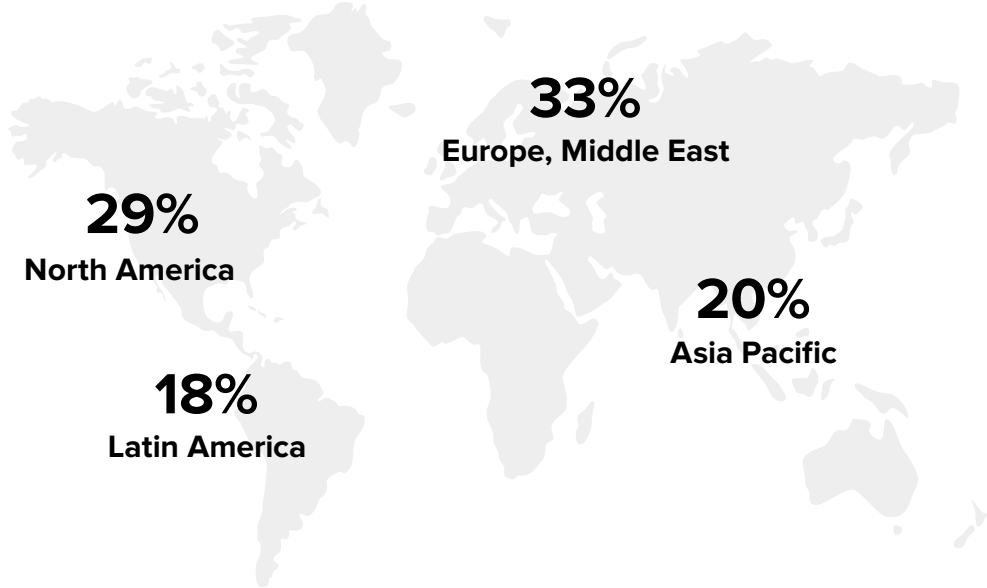 33%
Europe, Middle East
29%
North America
20%
Asia Pacific
18%
Latin America